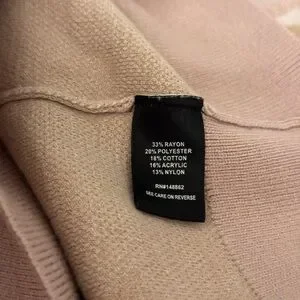 33% RAYON
20% POLYESTER
18% COTTON
16% ACRYLIC
13% NYLON
RN#148862
SEE CARE ON REVERSE